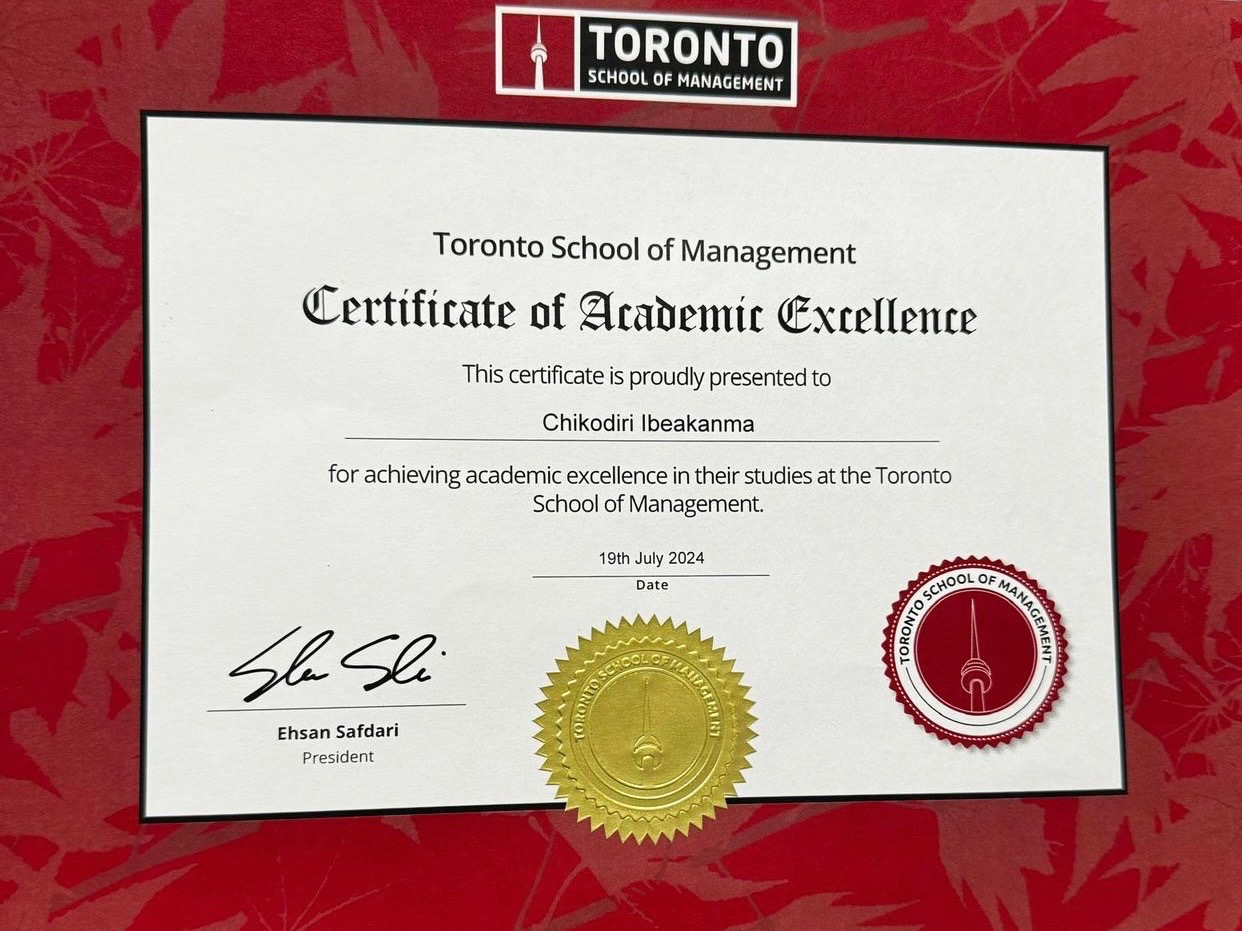 TORONTO
SCHOOL OF MANAGEMENT
Toronto School of Management
Certificate of Academic Excellence
This certificate is proudly presented to
Chikodiri Ibeakanma
for achieving academic excellence in their studies at the Toronto
School of Management.
19th July 2024
Date
TORONTO SCHOOL OF MANAGEMENT
Ehsan Safdari
President
TORONTO SCHOOL OF MANAGEMENT